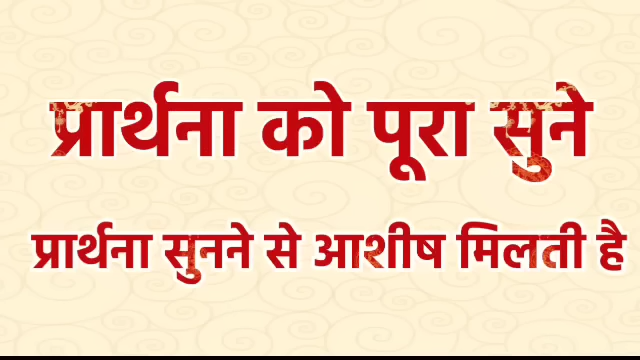 प्रार्थना को पूरा सुने
प्रार्थना सुनने से आशीष मिलती है